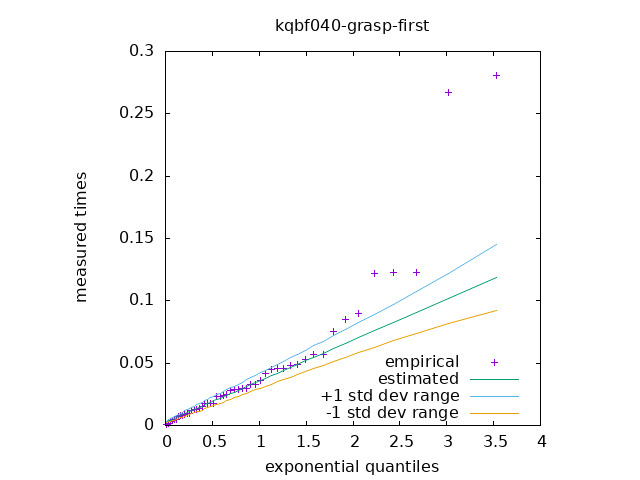 kqbf040-grasp-first
0.3
0.25
0.2
0.15
0.1
0.05
0
measured times
empirical
estimated
+1 std dev range
-1 std dev range
0 0.5 1 1.5 2 2.5 3 3.5 4
exponential quantiles